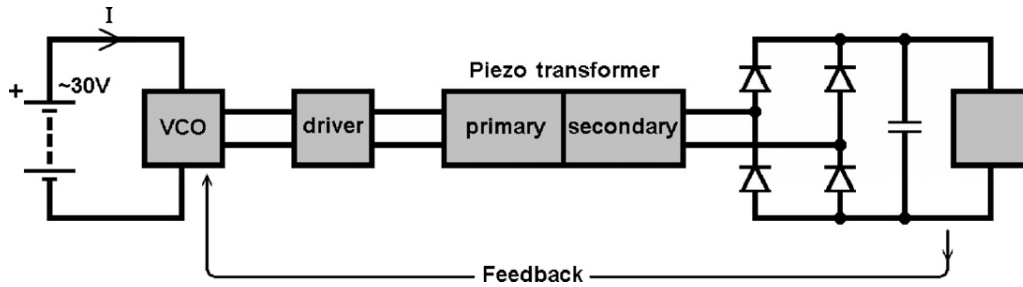 I
+
~30V
Piezo transformer
VCO
driver
primary
secondary
Feedback